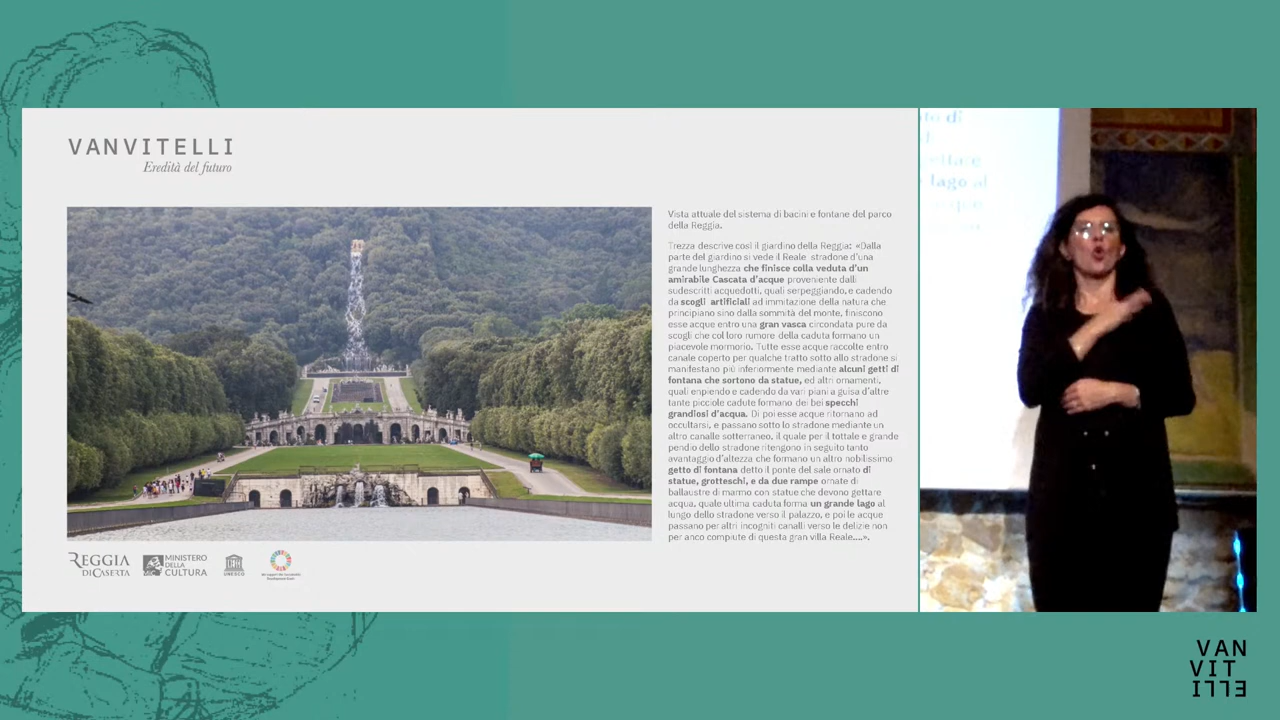 VANVITELLI
Eredità del futuro
Vista attuale del sistema di bacini e fontane del parco
della Reggia.
Trezza descrive così il giardino della Reggia: «Dalla
parte del giardino si vede il Reale stradone d'una
grande lunghezza che finisce colla veduta d'un
amirabile Cascata d'acque proveniente dalli
sudescritti acquedotti, quali serpeggiando, e cadendo
da scogli artificiali ad immitazione della natura che
principiano sino dalla sommità del monte, finiscono
esse acque entro una gran vasca circondata pure da
scogli che col loro rumore della caduta formano un
piacevole mormorio. Tutte esse acque raccolte entro
canale coperto per qualche tratto sotto allo stradone si
manifestano più inferiormente mediante alcuni getti di
fontana che sortono da statue, ed altri ornamenti,
quali enpiendo e cadendo da vari piani a guisa d'altre
tante picciole cadute formano dei bei specchi
grandiosi d'acqua. Di poi esse acque ritornano ad
occultarsi, e passano sotto lo stradone mediante un
altro canalle sotterraneo, il quale per il tottale e grande
pendio dello stradone ritengono in seguito tanto
avantaggio d'altezza che formano un altro nobilissimo
getto di fontana detto il ponte del sale ornato di
statue, grotteschi, e da due rampe ornate di
ballaustre di marmo con statue che devono gettare
acqua, quale ultima caduta forma un grande lago al
lungo dello stradone verso il palazzo, e poi le acque
passano per altri incogniti canalli verso le delizie non
per anco compiute di questa gran villa Reale....».
REGGIA
DI CASERTA
MINISTERO
DELLA
CULTURA
UNESCO
di
lago al
VAN
VIT
ELLI